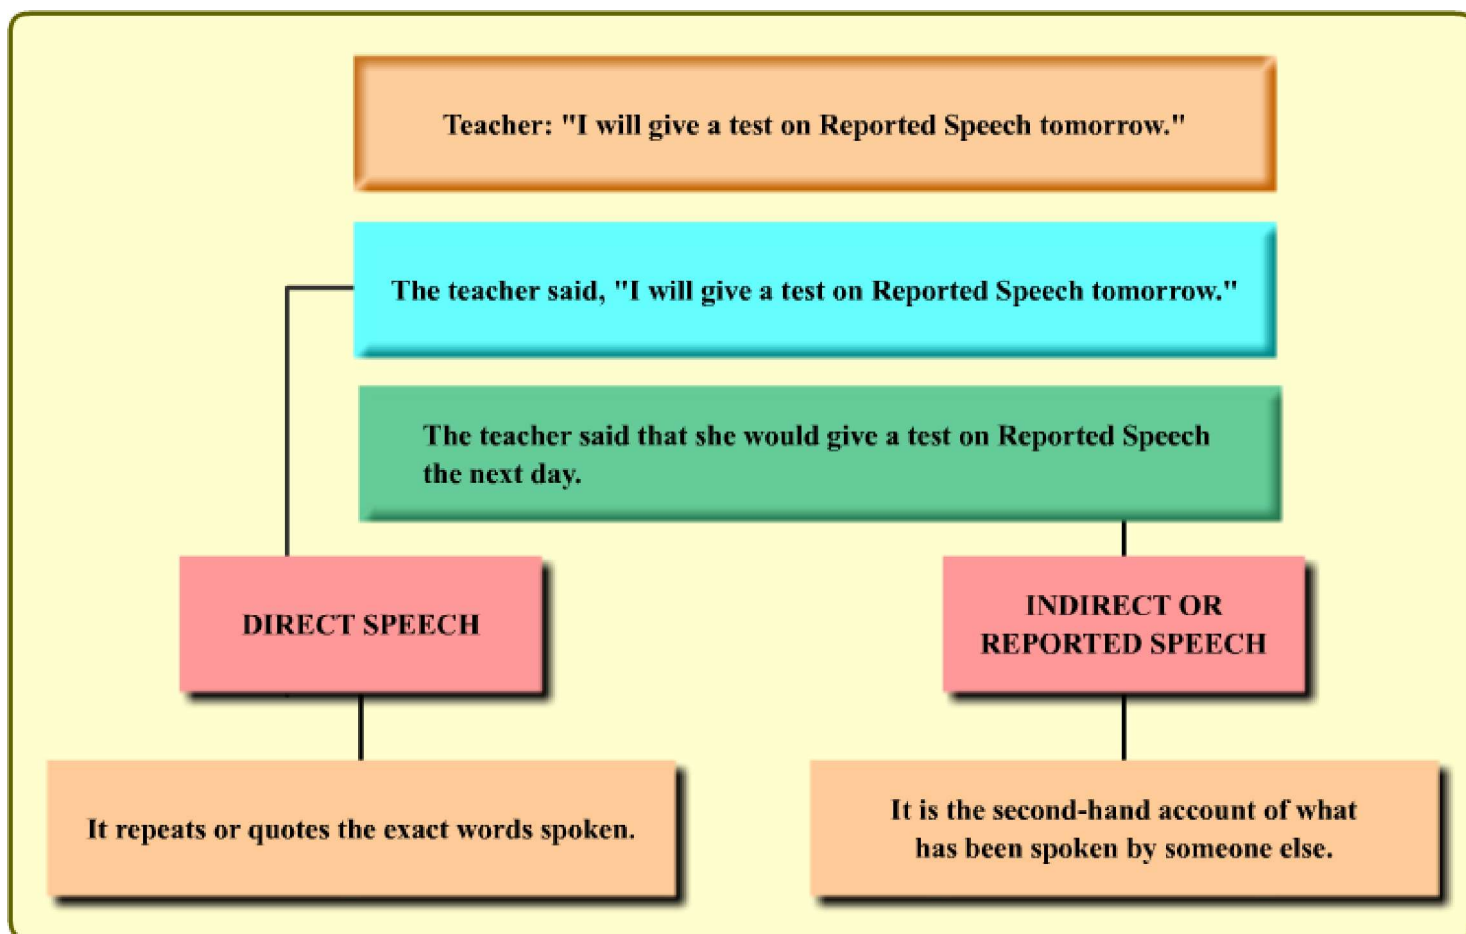 Teacher: "I will give a test on Reported Speech tomorrow."
The teacher said, "I will give a test on Reported Speech tomorrow."
The teacher said that she would give a test on Reported Speech
the next day.
DIRECT SPEECH
INDIRECT OR
REPORTED SPEECH
It repeats or quotes the exact words spoken.
It is the second-hand account of what
has been spoken by someone else.